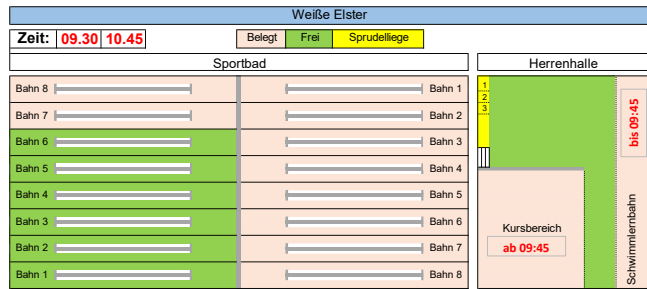 Weiße Elster
Zeit: 09.30 10.45
Belegt Frei Sprudelliege
Sportbad
Herrenhalle
Bahn 8
Bahn 7
Bahn 6
Bahn 5
Bahn 4
Bahn 3
Bahn 2
Bahn 1
Bahn 1
Bahn 2
Bahn 3
Bahn 4
Bahn 5
Bahn 6
Bahn 7
Bahn 8
1
2
3
Kursbereich
ab 09:45
bis 09:45
Schwimmlernbahn